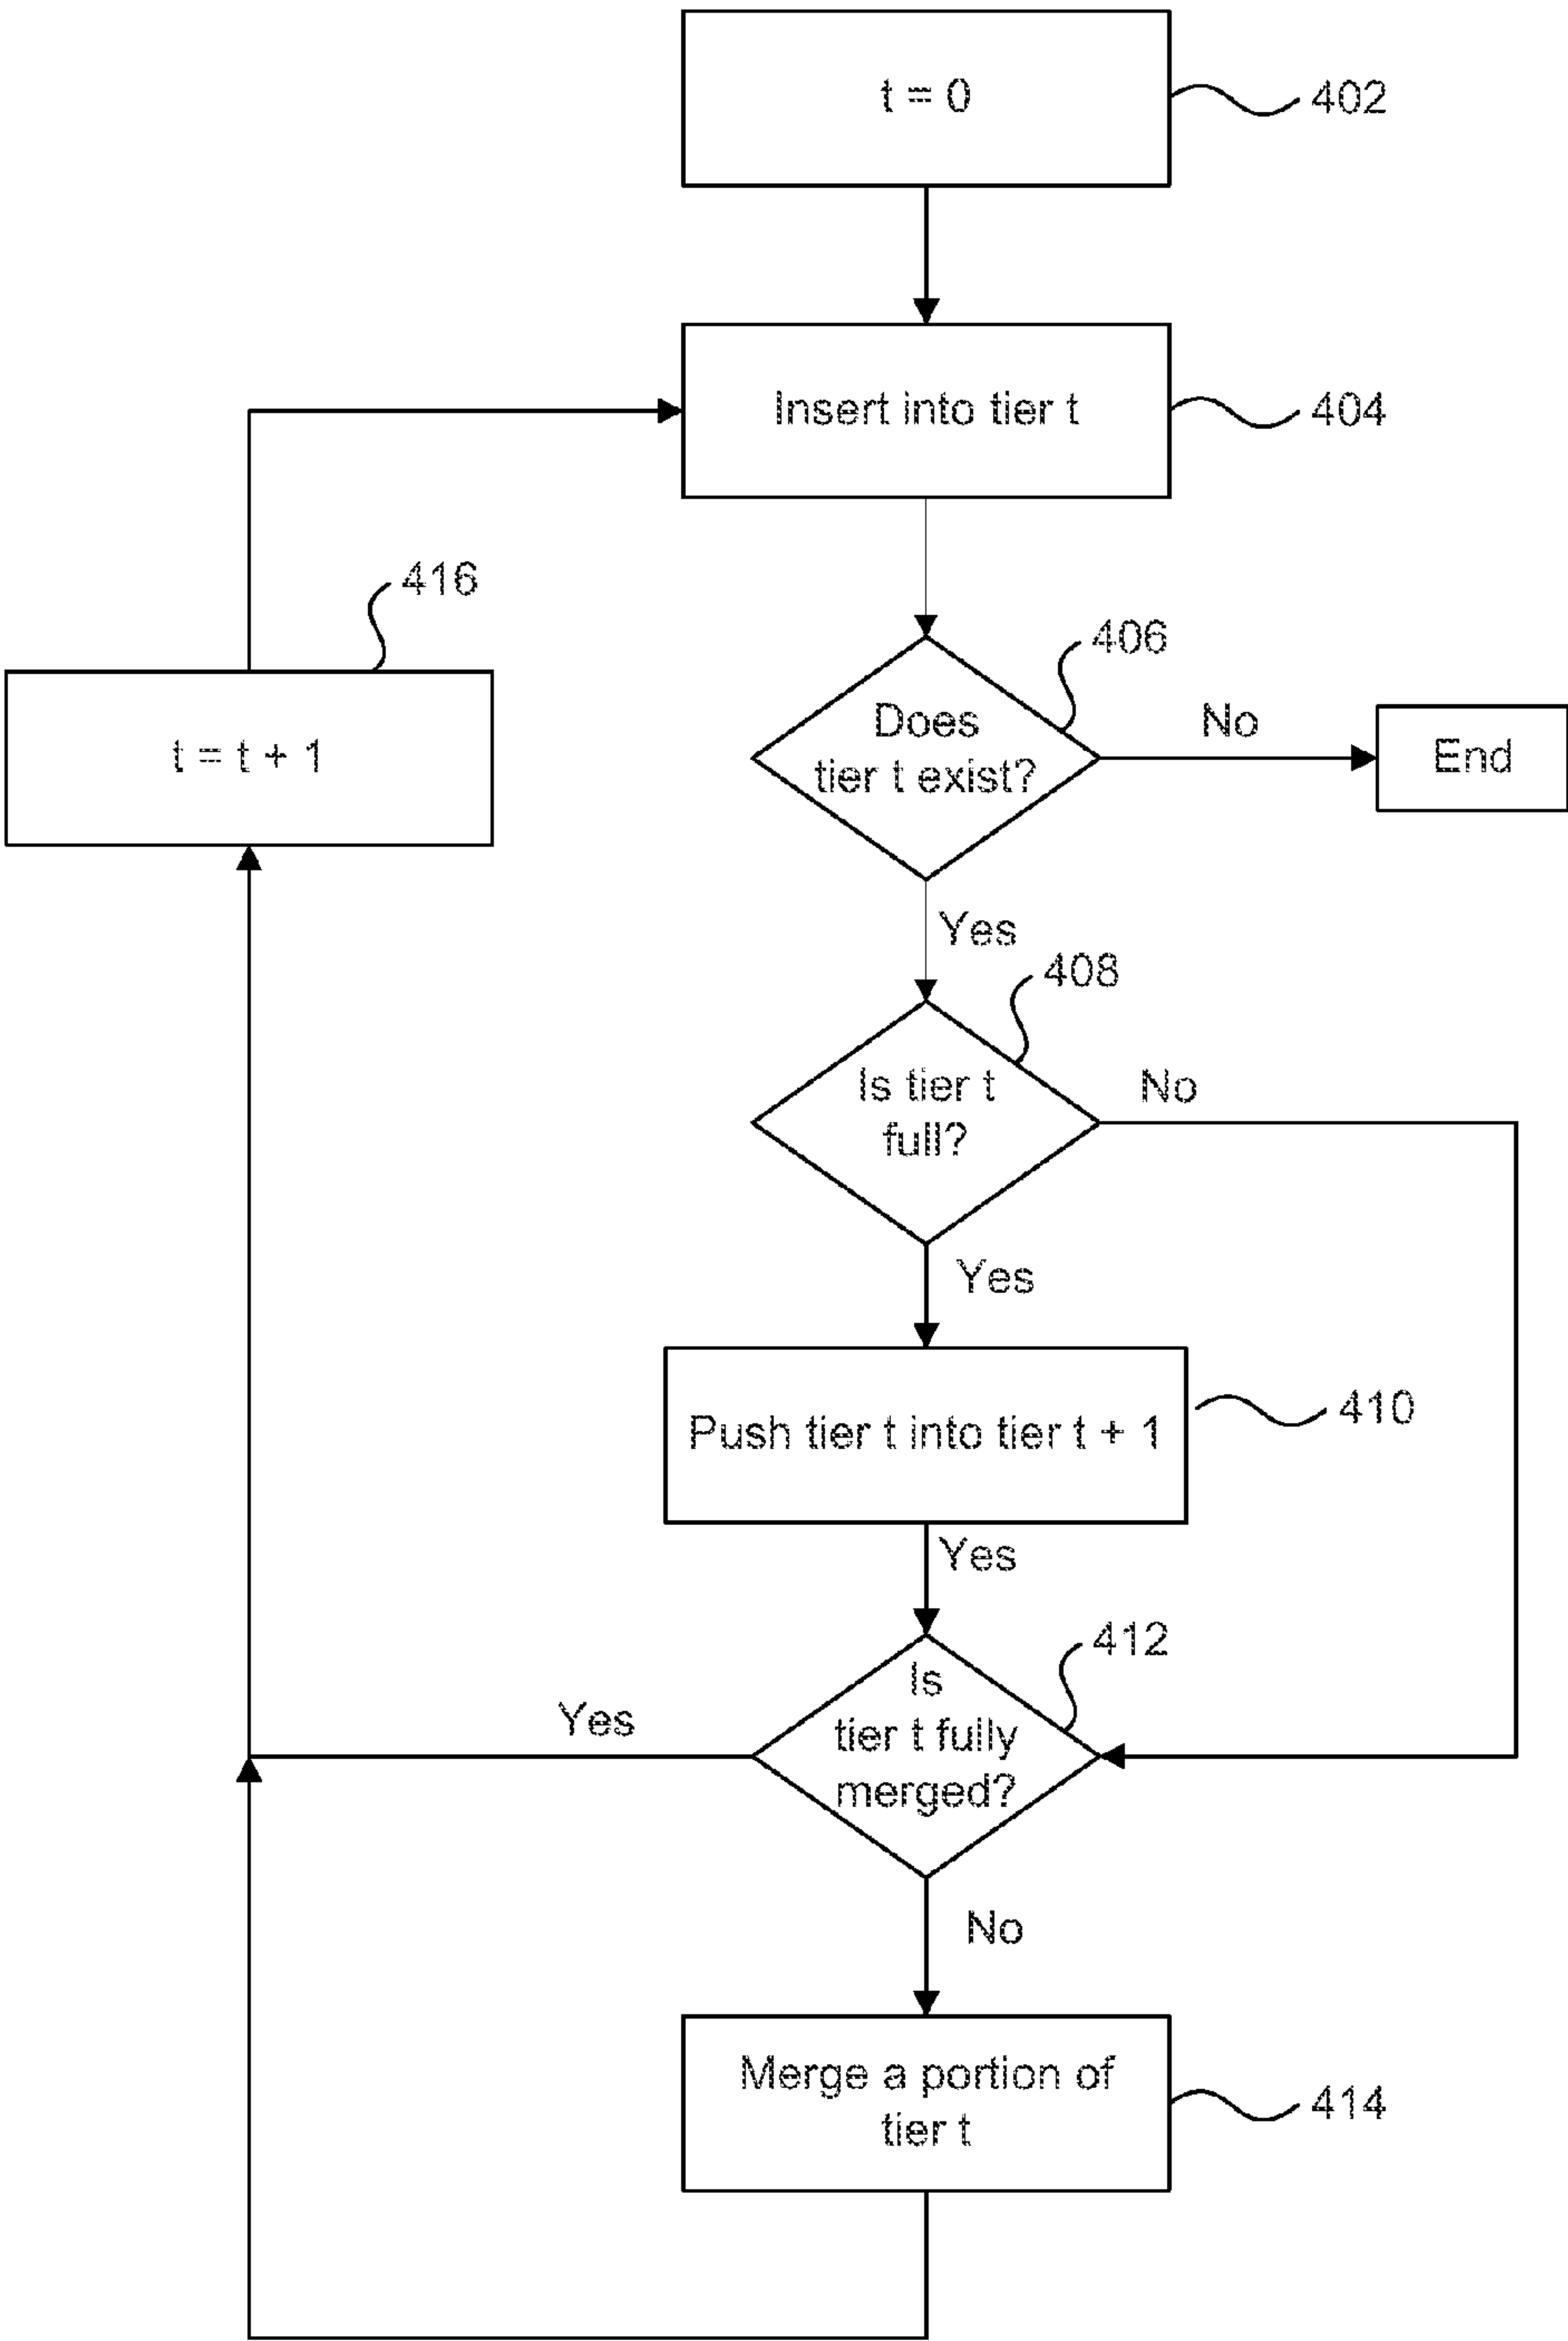 t = 0
402
Insert into tier t
404
416
t = t + 1
406
Does
tier t exist?
No
End
Yes
408
Is tier t
full?
No
Yes
Push tier t into tier t + 1
410
Yes
412
Is
tier t fully
merged?
Yes
No
Merge a portion of
tier t
414